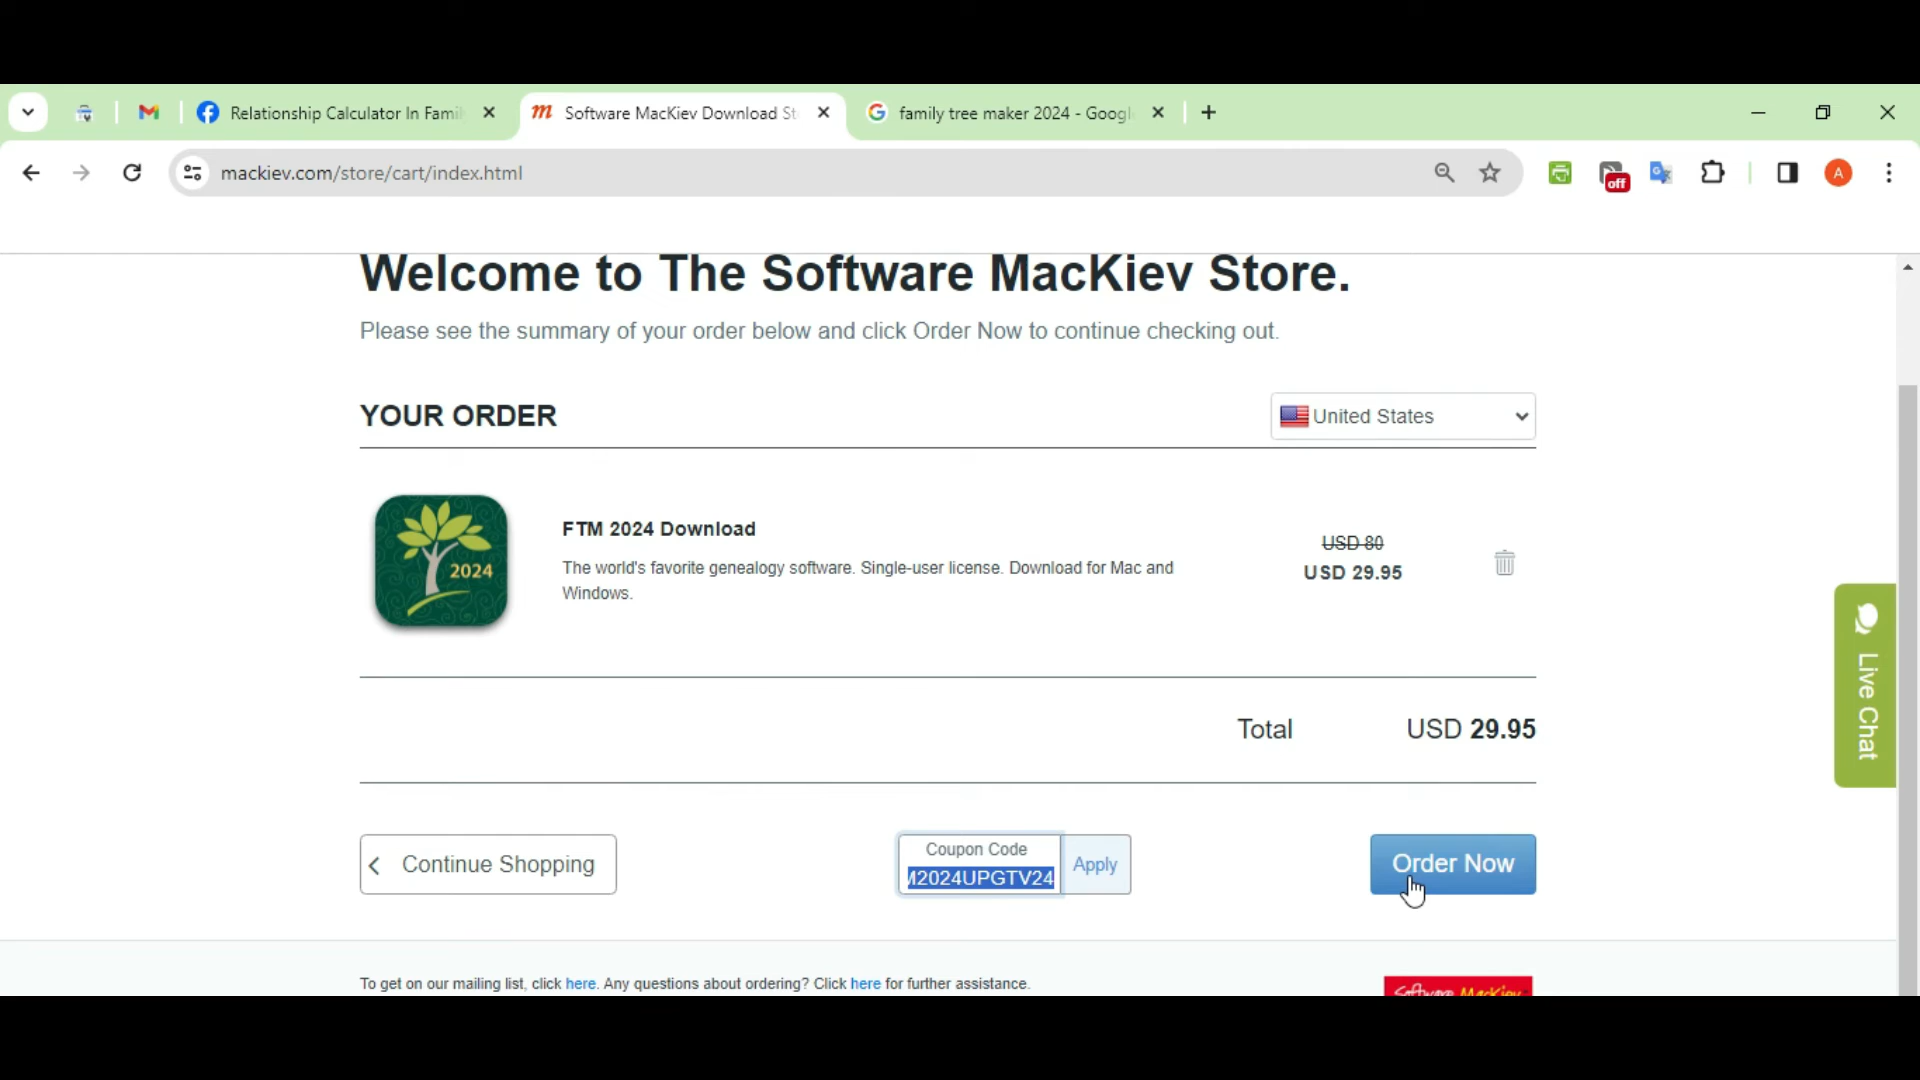 Relationship Calculator In Famil
Software MacKiev Download St
family tree maker 2024 - Googl
mackiev.com/store/cart/index.html
off
A
Welcome to The Software MacKiev Store.
Please see the summary of your order below and click Order Now to continue checking out.
YOUR ORDER
United States
2024
FTM 2024 Download
The world's favorite genealogy software. Single-user license. Download for Mac and
Windows.
USD 80
USD 29.95
Live Chat
Total USD 29.95
Continue Shopping
Coupon Code
M2024UPGTV24
Apply
Order Now
To get on our mailing list, click here. Any questions about ordering? Click here for further assistance.
Software MacKiev